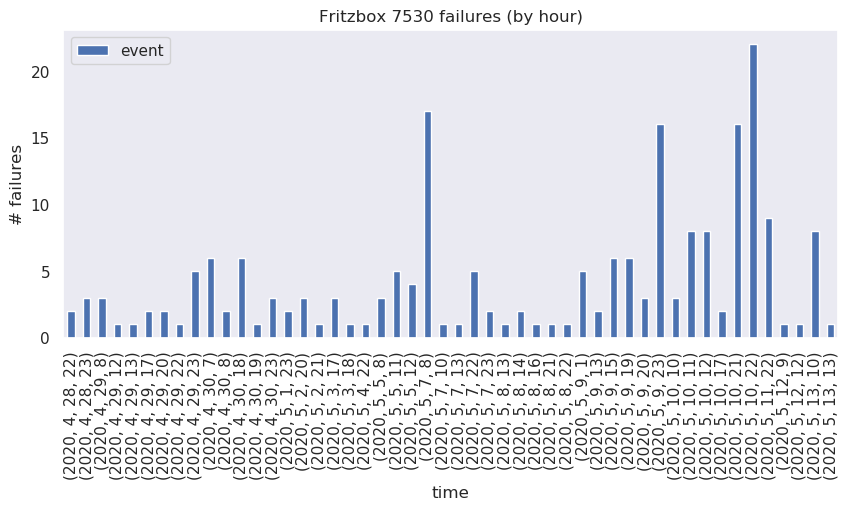 Fritzbox 7530 failures (by hour)
event
# failures
20
15
10
5
0
(2020, 4, 28, 22)
(2020, 4, 28, 23)
(2020, 4, 29, 8)
(2020, 4, 29, 12)
(2020, 4, 29, 13)
(2020, 4, 29, 17)
(2020, 4, 29, 20)
(2020, 4, 29, 22)
(2020, 4, 29, 23)
(2020, 4, 30, 7)
(2020, 4, 30, 8)
(2020, 4, 30, 18)
(2020, 4, 30, 19)
(2020, 4, 30, 23)
(2020, 5, 1, 23)
(2020, 5, 2, 20)
(2020, 5, 2, 21)
(2020, 5, 3, 17)
(2020, 5, 3, 18)
(2020, 5, 4, 22)
(2020, 5, 5, 8)
(2020, 5, 5, 11)
(2020, 5, 5, 12)
(2020, 5, 7, 8)
(2020, 5, 7, 10)
(2020, 5, 7, 13)
(2020, 5, 7, 22)
(2020, 5, 7, 23)
(2020, 5, 8, 13)
(2020, 5, 8, 14)
(2020, 5, 8, 16)
(2020, 5, 8, 21)
(2020, 5, 8, 22)
(2020, 5, 9, 1)
(2020, 5, 9, 13)
(2020, 5, 9, 15)
(2020, 5, 9, 19)
(2020, 5, 9, 20)
(2020, 5, 9, 23)
(2020, 5, 10, 10)
(2020, 5, 10, 11)
(2020, 5, 10, 12)
(2020, 5, 10, 17)
(2020, 5, 10, 21)
(2020, 5, 10, 22)
(2020, 5, 11, 22)
(2020, 5, 12, 9)
(2020, 5, 12, 12)
(2020, 5, 13, 10)
(2020, 5, 13, 13)
time